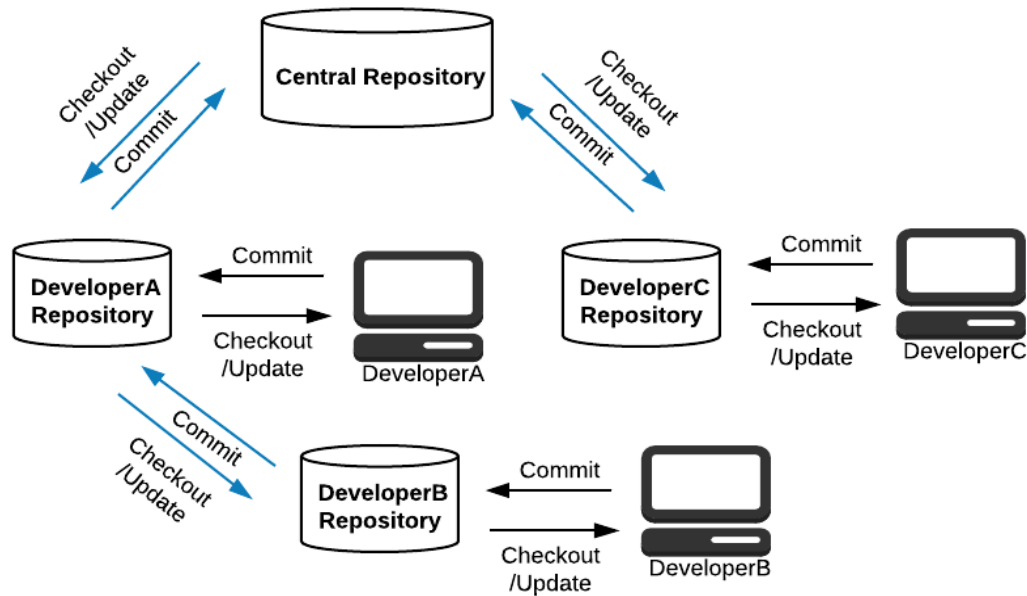 Central Repository
Checkout
/Update
Commit
Checkout
/Update
Commit
DeveloperA
Repository
Commit
Checkout
/Update
DeveloperA
DeveloperC
Repository
Commit
Checkout
/Update
DeveloperC
Commit
Checkout
/Update
DeveloperB
Repository
Commit
Checkout
/Update
DeveloperB